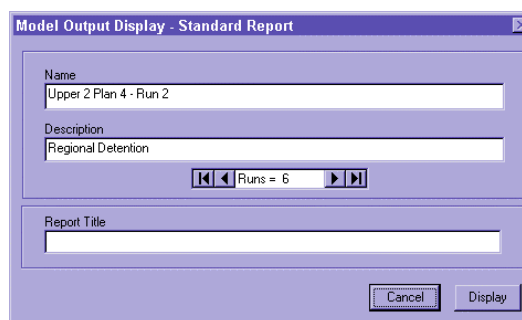 Model Output Display - Standard Report
Name
Upper 2 Plan 4 - Run 2
Description
Regional Detention
Runs = 6
Report Title
Cancel Display